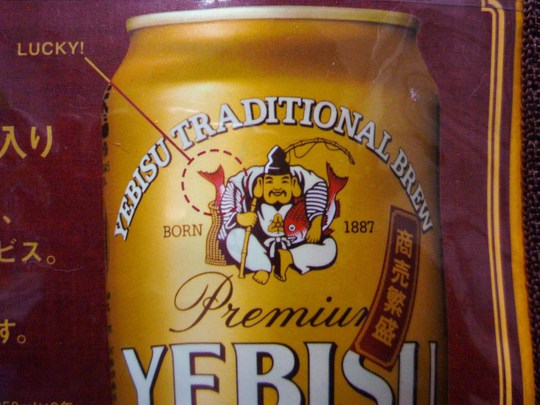 LUCKY!
入り
、
ビス。
す。
YEBISU TRADITIONAL BREW
BORN 1887
商売繁盛
Premium
YEBISU